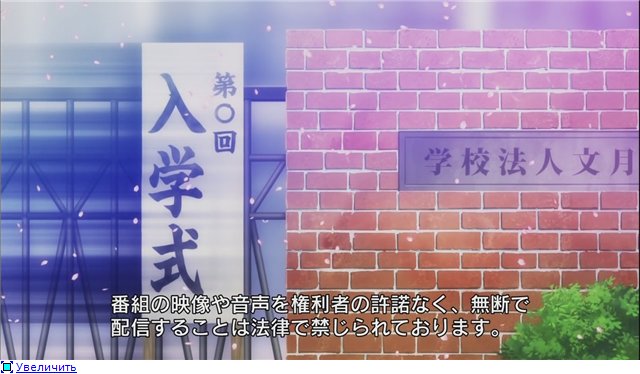 第〇回
入学式
学校法人文月
番組の映像や音声を権利者の許諾なく、無断で
配信することは法律で禁じられております。
Увеличить